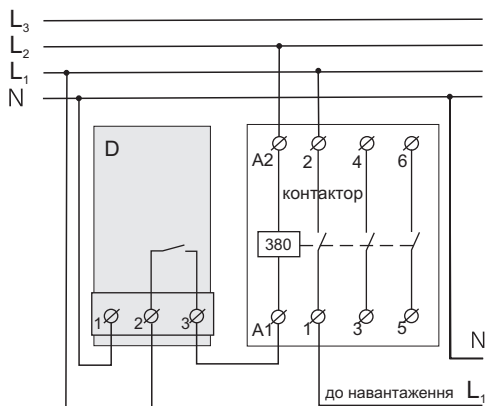 L₃
L₂
L₁
N
D
A2 2 4 6
контактор
380
1 2 3
A1 1 3 5
N
до навантаження L₁